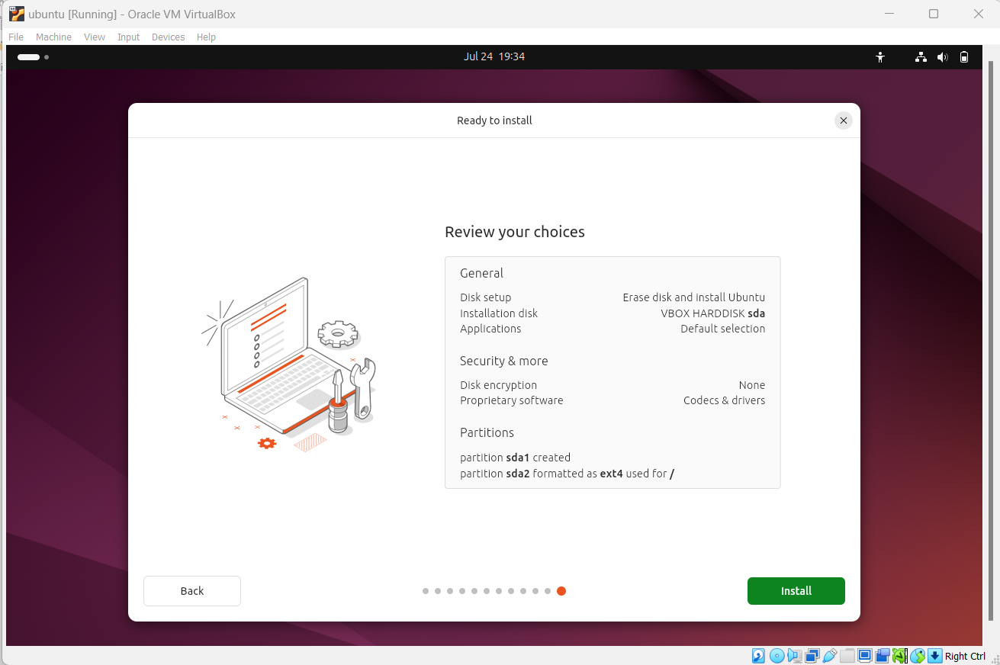 ubuntu [Running] - Oracle VM VirtualBox
File Machine View Input Devices Help
Jul 24 19:34
Ready to install
Review your choices
General
Disk setup Erase disk and install Ubuntu
Installation disk VBOX HARDDISK sda
Applications Default selection
Security & more
Disk encryption None
Proprietary software Codecs & drivers
Partitions
partition sda1 created
partition sda2 formatted as ext4 used for /
Back
Install
Right Ctrl